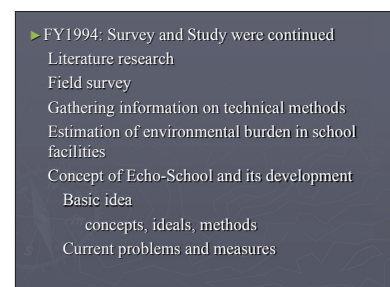 ►FY1994: Survey and Study were continued
Literature research
Field survey
Gathering information on technical methods
Estimation of environmental burden in school
facilities
Concept of Echo-School and its development
Basic idea
concepts, ideals, methods
Current problems and measures